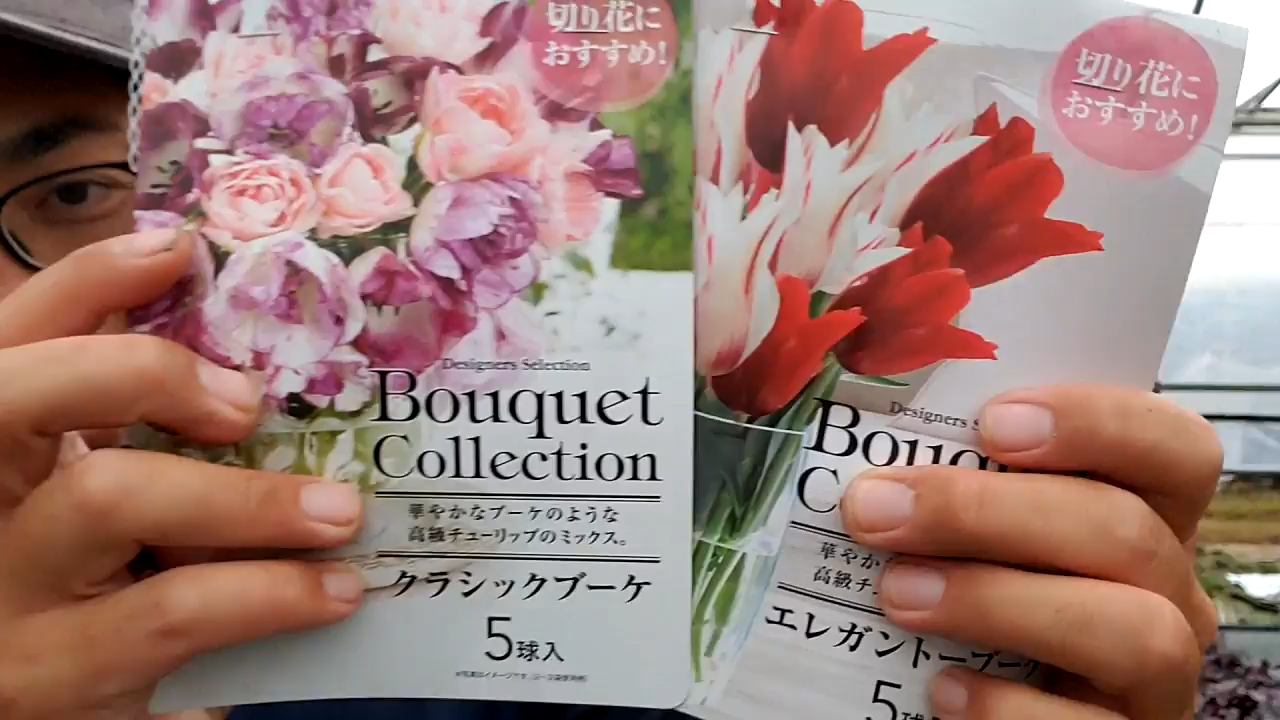 切り花に
おすすめ!
Designers Selection
Bouquet
Collection
華やかなブーケのような
高級チューリップのミックス。
クラシックブーケ
5球入
切り花に
おすすめ!
Designers
華やか
高級チ
エレガントブーケ
5球